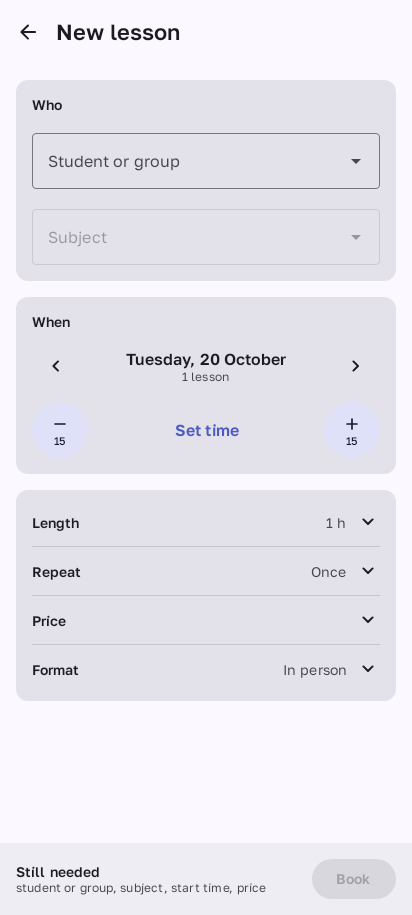 New lesson
Who
Student or group
Subject
When
Tuesday, 20 October
1 lesson
15
Set time
15
Length 1 h
Repeat Once
Price
Format In person
Still needed
student or group, subject, start time, price
Book